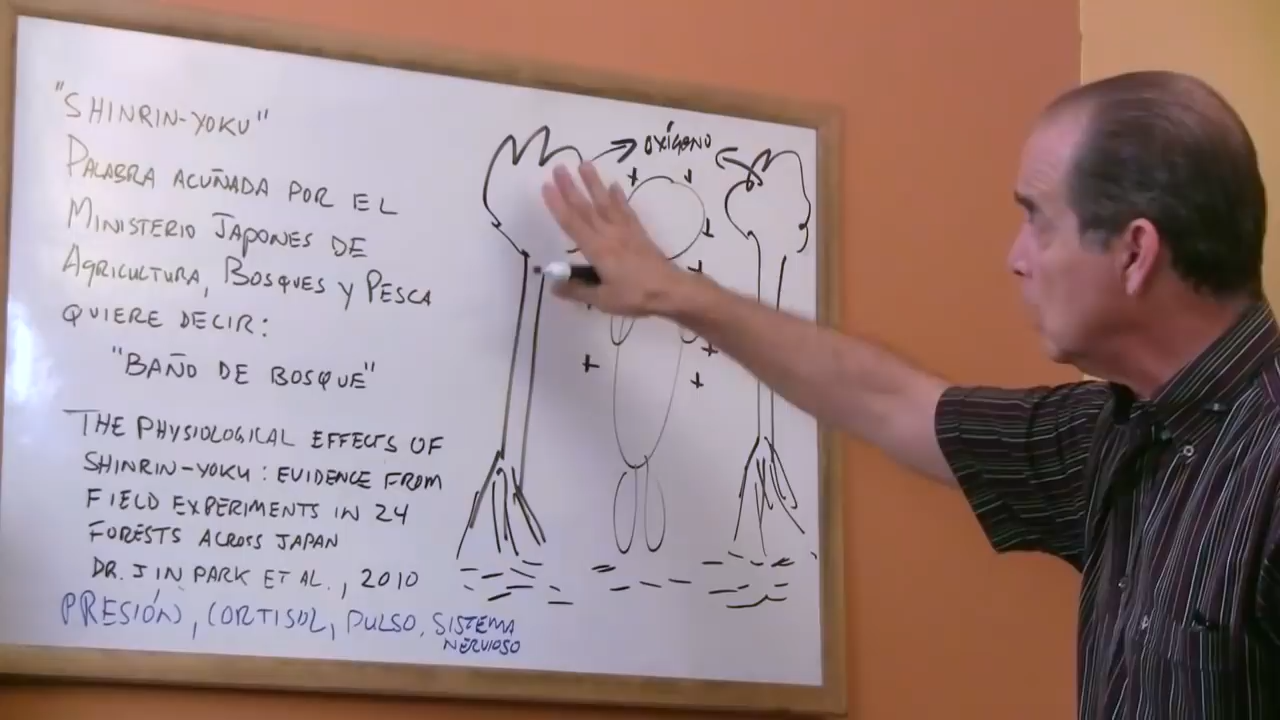 "SHINRIN-YOKU"
PALABRA ACUÑADA POR EL
MINISTERIO JAPONES DE
AGRICULTURA, BOSQUES Y PESCA
QUIERE DECIR:
"BAÑO DE BOSQUE"
THE PHYSIOLOGICAL EFFECTS OF
SHINRIN-YOKU: EVIDENCE FROM
FIELD EXPERIMENTS IN 24
FORESTS ACROSS JAPAN
DR. JIN PARK ET AL., 2010
PRESIÓN, CORTISOL, PULSO, SISTEMA
NERVIOSO
OXÍGENO